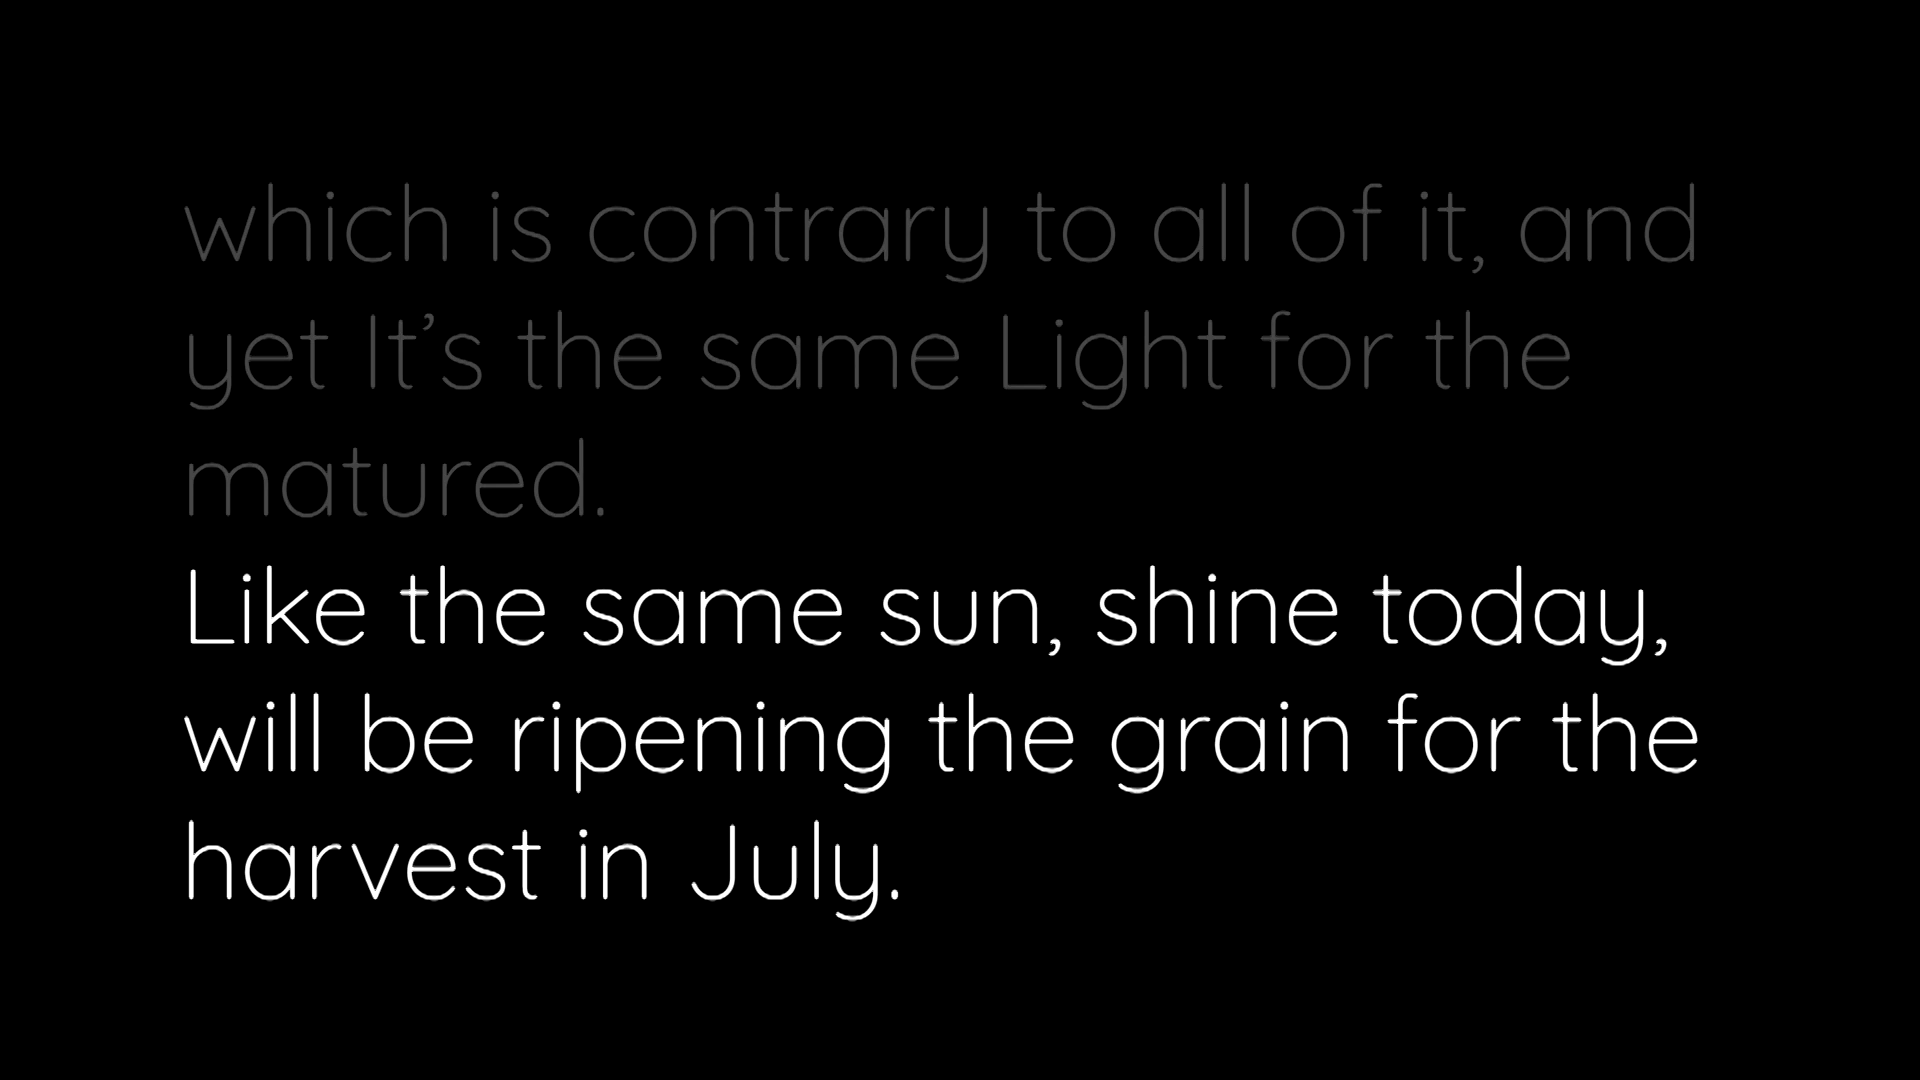 which is contrary to all of it, and
yet It’s the same Light for the
matured.
Like the same sun, shine today,
will be ripening the grain for the
harvest in July.